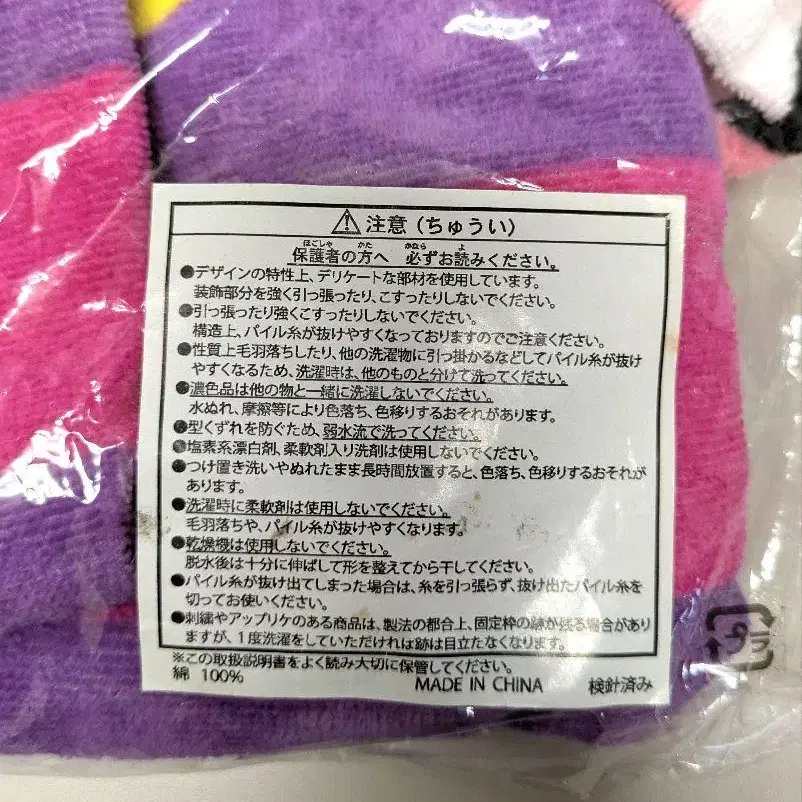 ⚠注意(ちゅうい)
保護者の方へ 必ずお読みください。
ほごしゃ かた かなら よ
●デザインの特性上、デリケートな部材を使用しています。
装飾部分を強く引っ張ったり、こすったりしないでください。
●引っ張ったり強くこすったりしないでください。
構造上、パイル糸が抜けやすくなっておりますのでご注意ください。
●性質上毛羽落ちしたり、他の洗濯物に引っ掛かるなどしてパイル糸が抜け
やすくなるため、洗濯時は、他のものと分けて洗ってください。
●濃色品は他の物と一緒に洗濯しないでください。
水ぬれ、摩擦等により色落ち、色移りするおそれがあります。
●型くずれを防ぐため、弱水流で洗ってください。
●塩素系漂白剤、柔軟剤入り洗剤は使用しないでください。
●つけ置き洗いやぬれたまま長時間放置すると、色落ち、色移りするおそれが
あります。
●洗濯時に柔軟剤は使用しないでください。
毛羽落ちや、パイル糸が抜けやすくなります。
●乾燥機は使用しないでください。
脱水後は十分に伸ばして形を整えてから干してください。
●パイル糸が抜け出てしまった場合は、糸を引っ張らず、抜け出たパイル糸を
切ってお使いください。
●刺繍やアップリケのある商品は、製法の都合上、固定枠の跡が残る場合があり
ますが、1度洗濯をしていただければ跡は目立たなくなります。
※この取扱説明書をよく読み大切に保管してください。
綿 100% MADE IN CHINA 検針済み
プラ